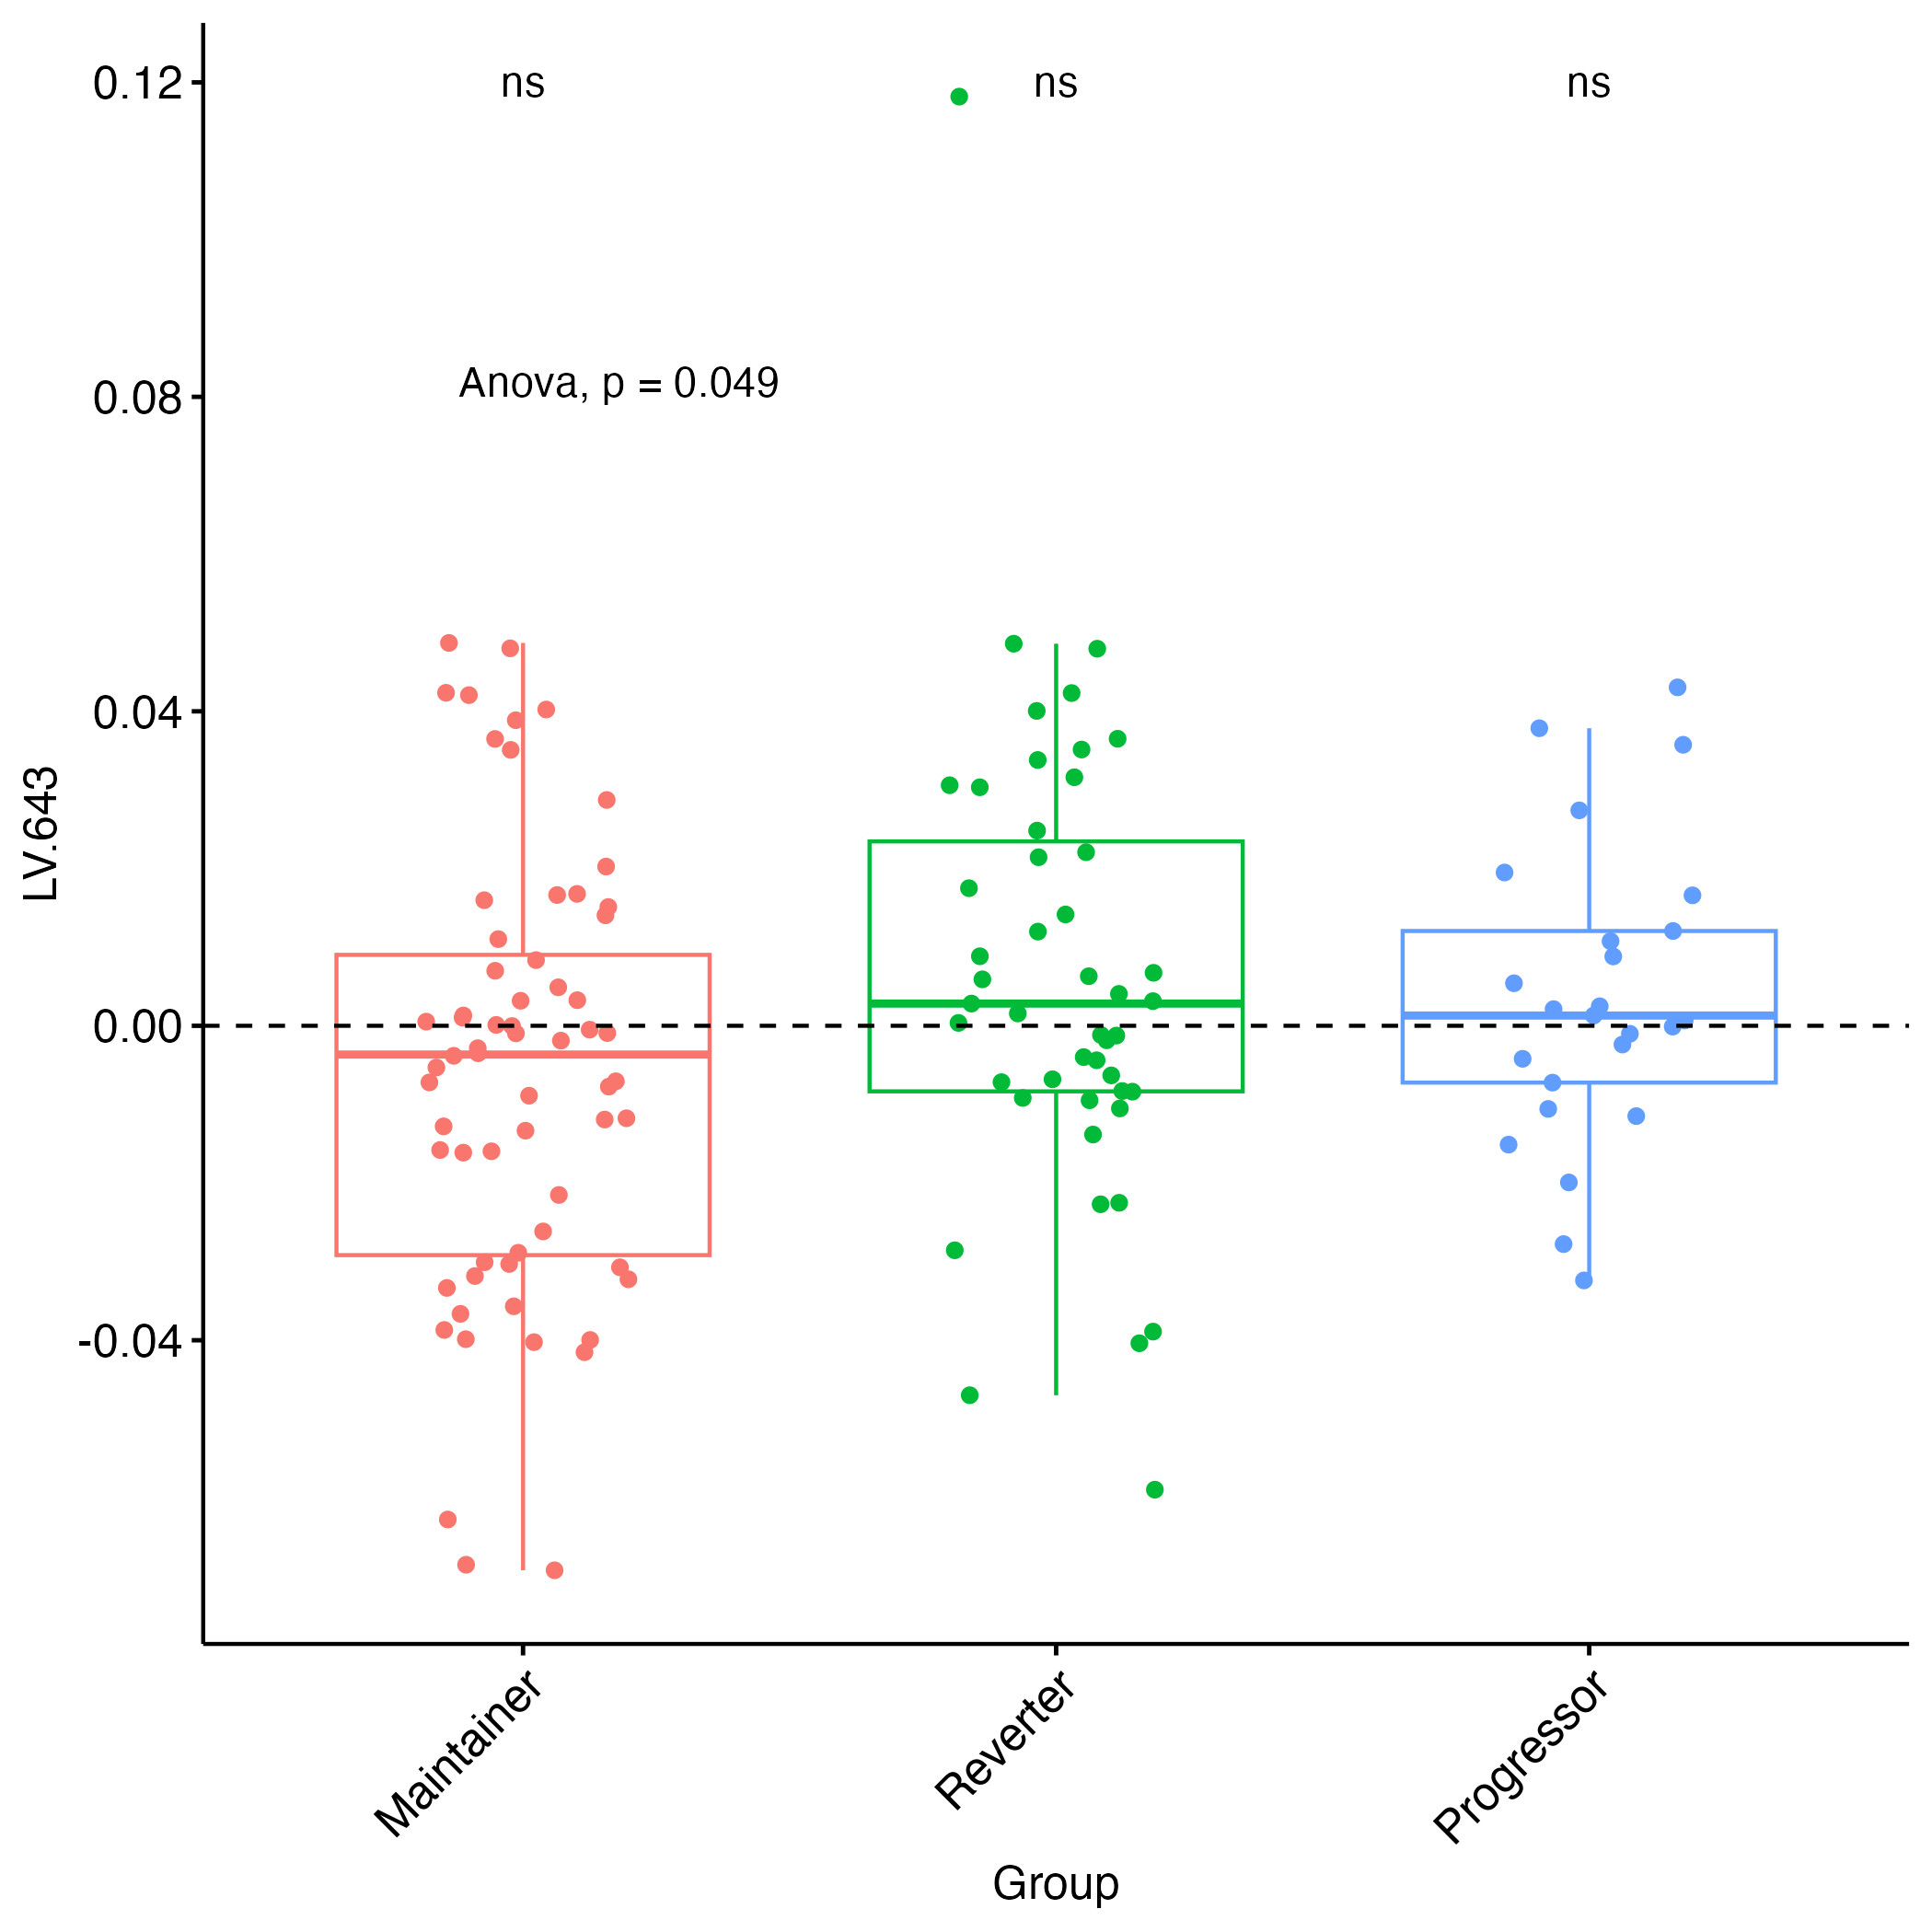 0.12
ns
ns
ns
Anova, p = 0.049
0.08
0.04
LV.643
0.00
-0.04
Maintainer
Reverter
Progressor
Group